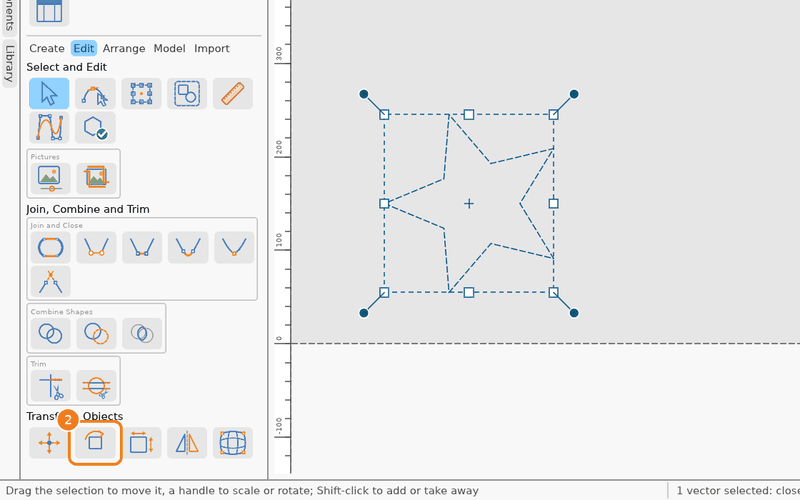 nents
Library
Create Edit Arrange Model Import
Select and Edit
Pictures
Join, Combine and Trim
Join and Close
Combine Shapes
Trim
Transf 2 Objects
300
200
100
0
-100
Drag the selection to move it, a handle to scale or rotate; Shift-click to add or take away
1 vector selected: close